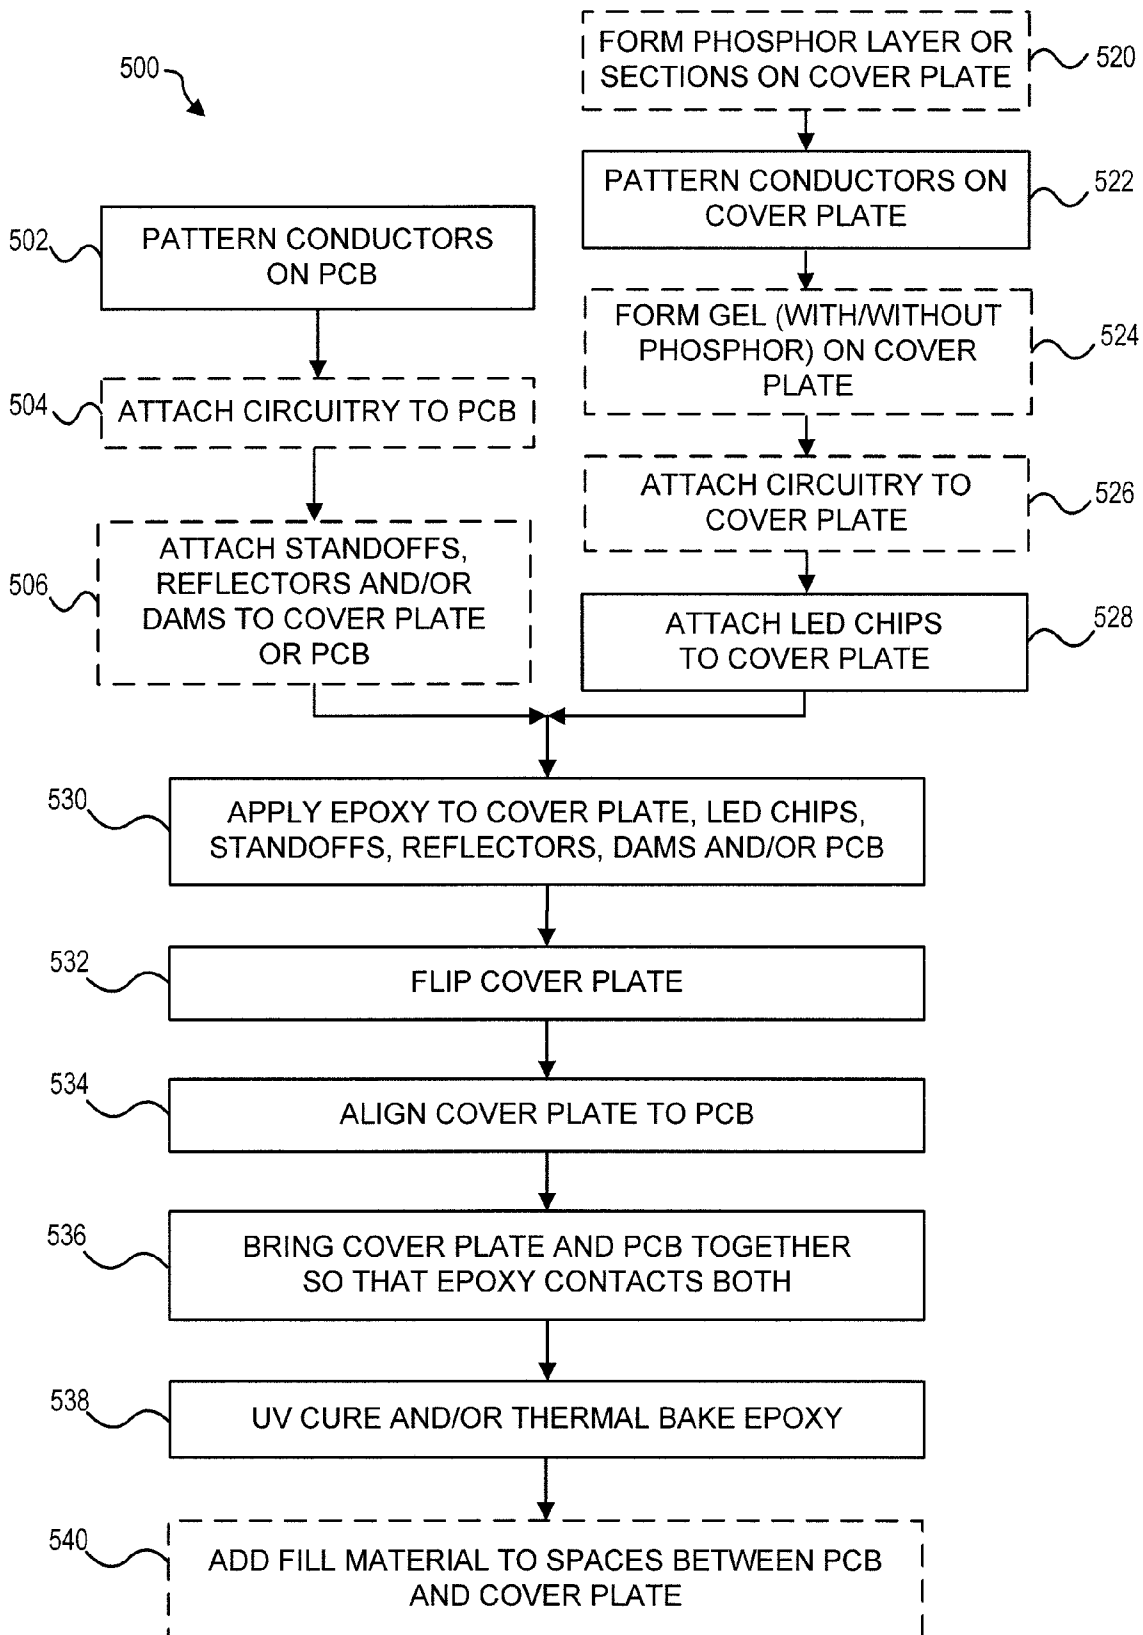 500
502
PATTERN CONDUCTORS
ON PCB
504
ATTACH CIRCUITRY TO PCB
506
ATTACH STANDOFFS,
REFLECTORS AND/OR
DAMS TO COVER PLATE
OR PCB
FORM PHOSPHOR LAYER OR
SECTIONS ON COVER PLATE
520
PATTERN CONDUCTORS ON
COVER PLATE
522
FORM GEL (WITH/WITHOUT
PHOSPHOR) ON COVER
PLATE
524
ATTACH CIRCUITRY TO
COVER PLATE
526
ATTACH LED CHIPS
TO COVER PLATE
528
530
APPLY EPOXY TO COVER PLATE, LED CHIPS,
STANDOFFS, REFLECTORS, DAMS AND/OR PCB
532
FLIP COVER PLATE
534
ALIGN COVER PLATE TO PCB
536
BRING COVER PLATE AND PCB TOGETHER
SO THAT EPOXY CONTACTS BOTH
538
UV CURE AND/OR THERMAL BAKE EPOXY
540
ADD FILL MATERIAL TO SPACES BETWEEN PCB
AND COVER PLATE